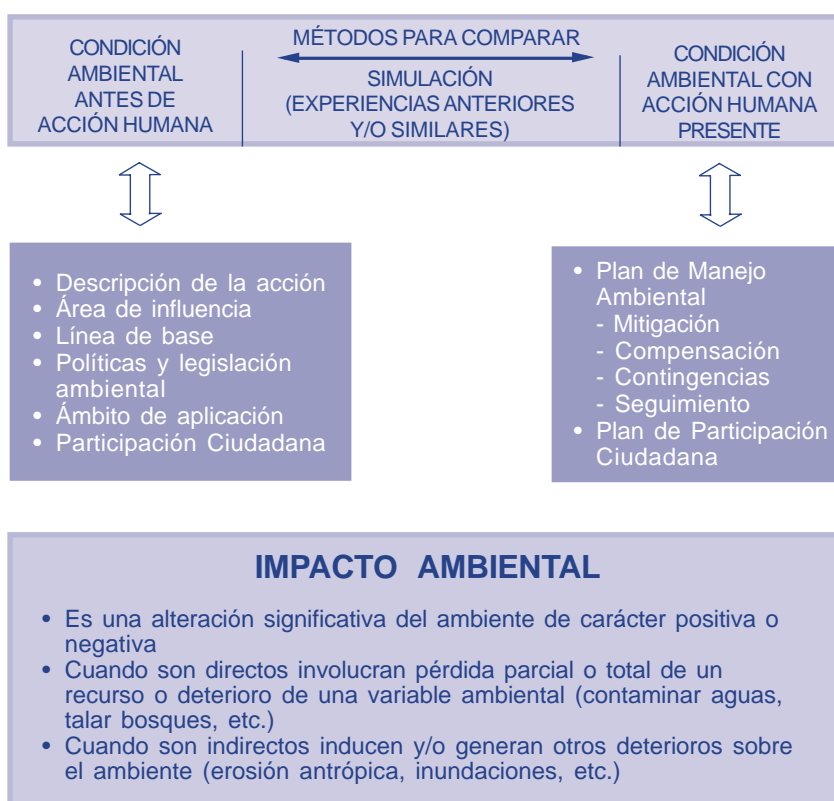 CONDICIÓN
AMBIENTAL
ANTES DE
ACCIÓN HUMANA
MÉTODOS PARA COMPARAR
SIMULACIÓN
(EXPERIENCIAS ANTERIORES
Y/O SIMILARES)
CONDICIÓN
AMBIENTAL CON
ACCIÓN HUMANA
PRESENTE
• Descripción de la acción
• Área de influencia
• Línea de base
• Políticas y legislación
ambiental
• Ámbito de aplicación
• Participación Ciudadana
• Plan de Manejo
Ambiental
- Mitigación
- Compensación
- Contingencias
- Seguimiento
• Plan de Participación
Ciudadana
IMPACTO AMBIENTAL
• Es una alteración significativa del ambiente de carácter positiva o
negativa
• Cuando son directos involucran pérdida parcial o total de un
recurso o deterioro de una variable ambiental (contaminar aguas,
talar bosques, etc.)
• Cuando son indirectos inducen y/o generan otros deterioros sobre
el ambiente (erosión antrópica, inundaciones, etc.)